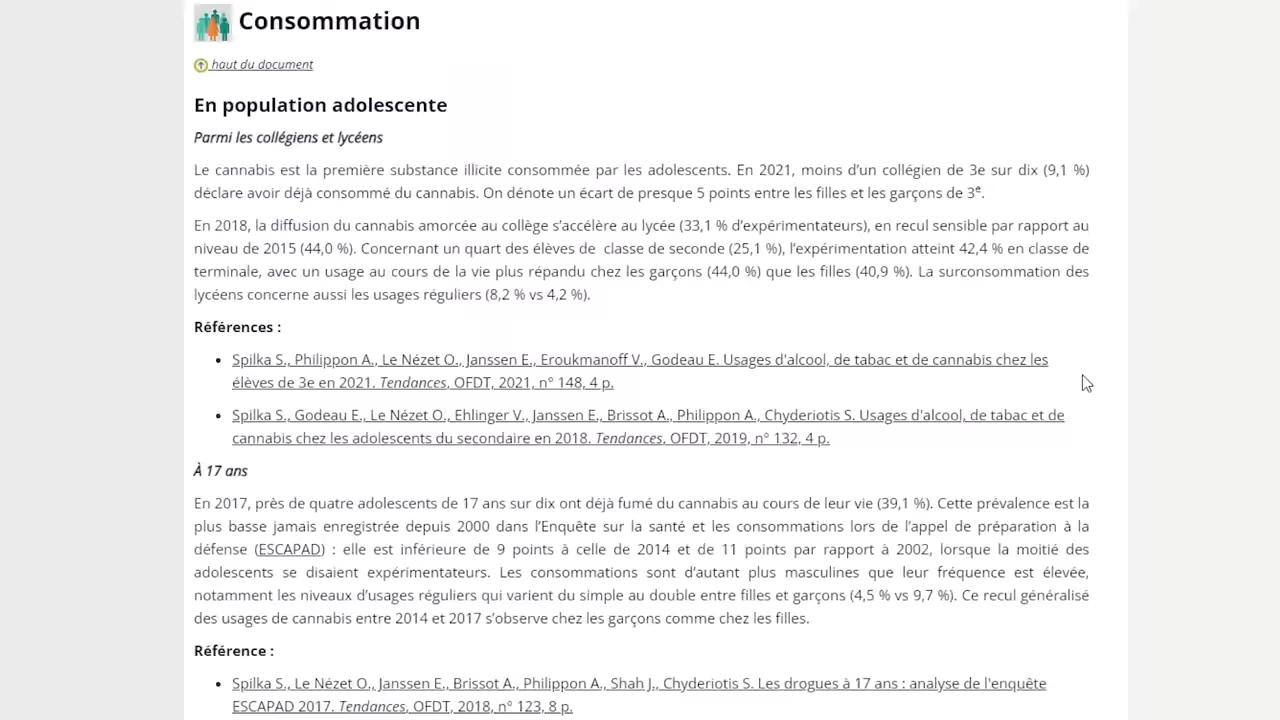 Consommation
haut du document
En population adolescente
Parmi les collégiens et lycéens
Le cannabis est la première substance illicite consommée par les adolescents. En 2021, moins d’un collégien de 3e sur dix (9,1 %)
déclare avoir déjà consommé du cannabis. On dénote un écart de presque 5 points entre les filles et les garçons de 3e.
En 2018, la diffusion du cannabis amorcée au collège s’accélère au lycée (33,1 % d’expérimentateurs), en recul sensible par rapport au
niveau de 2015 (44,0 %). Concernant un quart des élèves de classe de seconde (25,1 %), l’expérimentation atteint 42,4 % en classe de
terminale, avec un usage au cours de la vie plus répandu chez les garçons (44,0 %) que les filles (40,9 %). La surconsommation des
lycéens concerne aussi les usages réguliers (8,2 % vs 4,2 %).
Références :
Spilka S., Philippon A., Le Nézet O., Janssen E., Eroukmanoff V., Godeau E. Usages d'alcool, de tabac et de cannabis chez les
élèves de 3e en 2021. Tendances, OFDT, 2021, n° 148, 4 p.
Spilka S., Godeau E., Le Nézet O., Ehlinger V., Janssen E., Brissot A., Philippon A., Chyderiotis S. Usages d'alcool, de tabac et de
cannabis chez les adolescents du secondaire en 2018. Tendances, OFDT, 2019, n° 132, 4 p.
À 17 ans
En 2017, près de quatre adolescents de 17 ans sur dix ont déjà fumé du cannabis au cours de leur vie (39,1 %). Cette prévalence est la
plus basse jamais enregistrée depuis 2000 dans l’Enquête sur la santé et les consommations lors de l’appel de préparation à la
défense (ESCAPAD) : elle est inférieure de 9 points à celle de 2014 et de 11 points par rapport à 2002, lorsque la moitié des
adolescents se disaient expérimentateurs. Les consommations sont d’autant plus masculines que leur fréquence est élevée,
notamment les niveaux d’usages réguliers qui varient du simple au double entre filles et garçons (4,5 % vs 9,7 %). Ce recul généralisé
des usages de cannabis entre 2014 et 2017 s’observe chez les garçons comme chez les filles.
Référence :
Spilka S., Le Nézet O., Janssen E., Brissot A., Philippon A., Shah J., Chyderiotis S. Les drogues à 17 ans : analyse de l'enquête
ESCAPAD 2017. Tendances, OFDT, 2018, n° 123, 8 p.